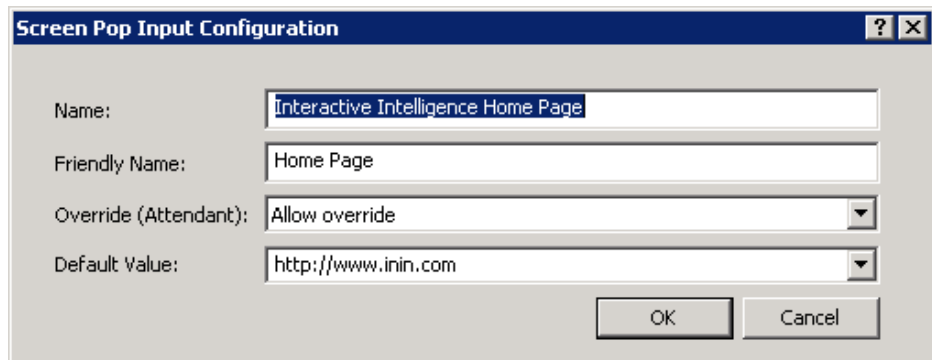 Screen Pop Input Configuration
Name: Interactive Intelligence Home Page
Friendly Name: Home Page
Override (Attendant): Allow override
Default Value: http://www.inin.com
OK Cancel